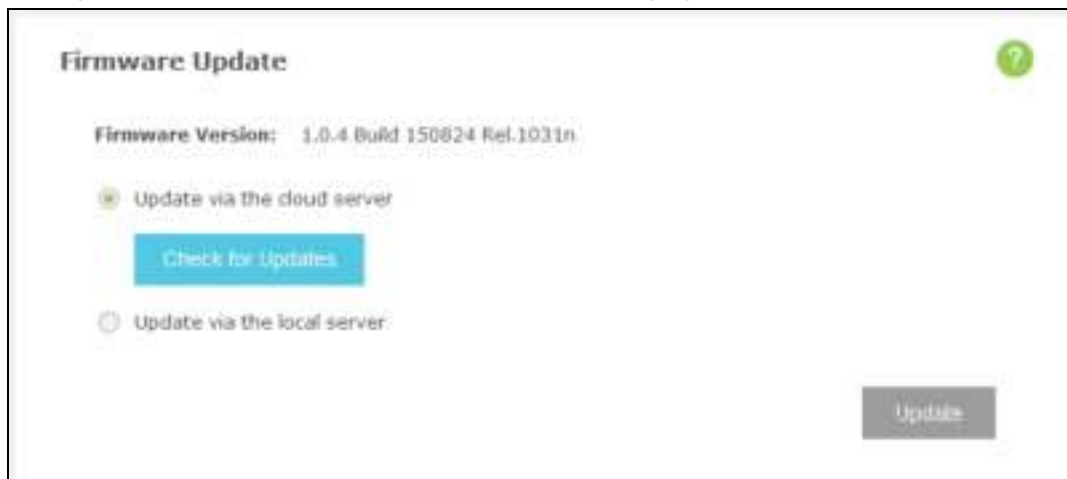 Firmware Update
?
Firmware Version: 1.0.4 Build 150824 Rel.1031n
Update via the cloud server
Check for Updates
Update via the local server
Update